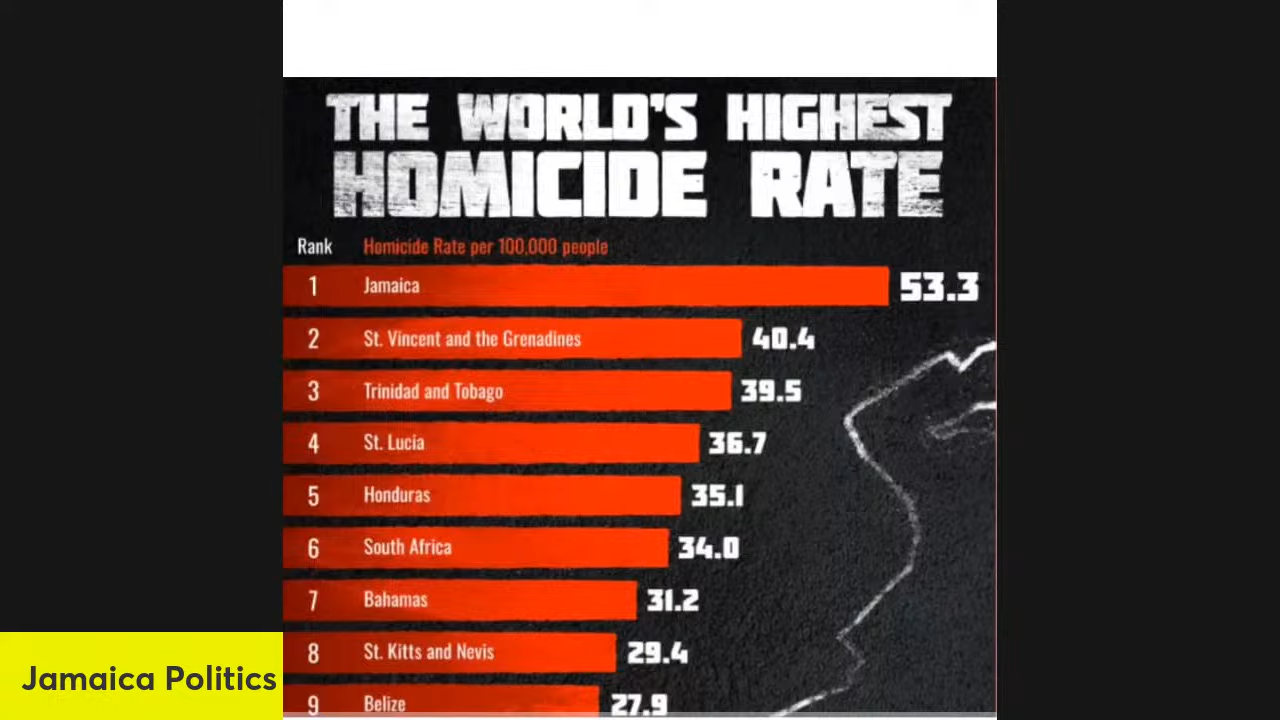 THE WORLD'S HIGHEST
HOMICIDE RATE
Rank Homicide Rate per 100,000 people
1 Jamaica 53.3
2 St. Vincent and the Grenadines 40.4
3 Trinidad and Tobago 39.5
4 St. Lucia 36.7
5 Honduras 35.1
6 South Africa 34.0
7 Bahamas 31.2
8 St. Kitts and Nevis 29.4
9 Belize 27.9
Jamaica Politics